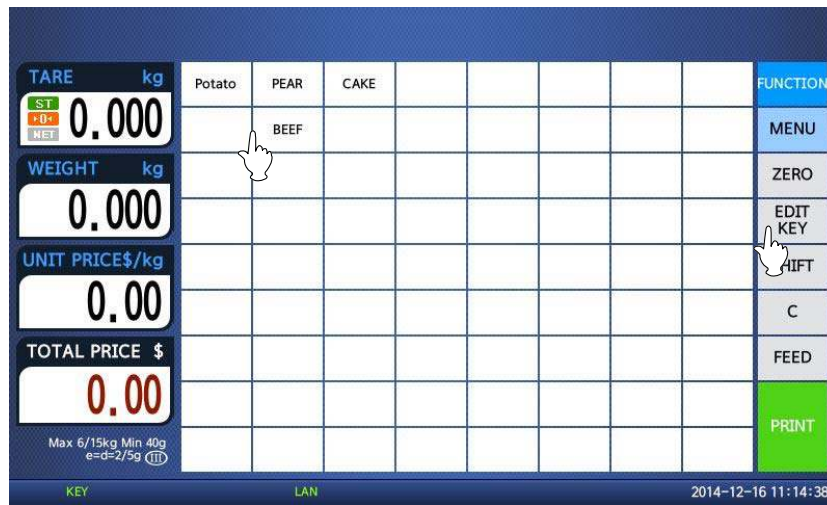 TARE kg
ST
▸0◂
NET
0.000
WEIGHT kg
0.000
UNIT PRICE$/kg
0.00
TOTAL PRICE $
0.00
Max 6/15kg Min 40g
e=d=2/5g III
Potato PEAR CAKE
BEEF
FUNCTION
MENU
ZERO
EDIT
KEY
HIFT
C
FEED
PRINT
KEY LAN 2014-12-16 11:14:38